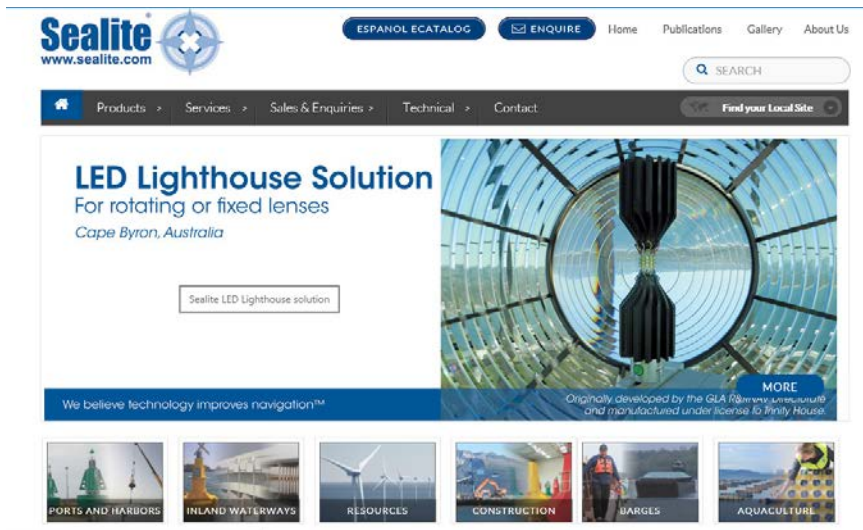 Sealite
www.sealite.com
ESPANOL ECATALOG
ENQUIRE
Home
Publications
Gallery
About Us
SEARCH
Products >
Services >
Sales & Enquiries >
Technical >
Contact
Find your Local Site
LED Lighthouse Solution
For rotating or fixed lenses
Cape Byron, Australia
Sealite LED Lighthouse solution
MORE
We believe technology improves navigation™
Originally developed by the GLA
and manufactured under license to Trinity House.
PORTS AND HARBORS
INLAND WATERWAYS
RESOURCES
CONSTRUCTION
BARGES
AQUACULTURE